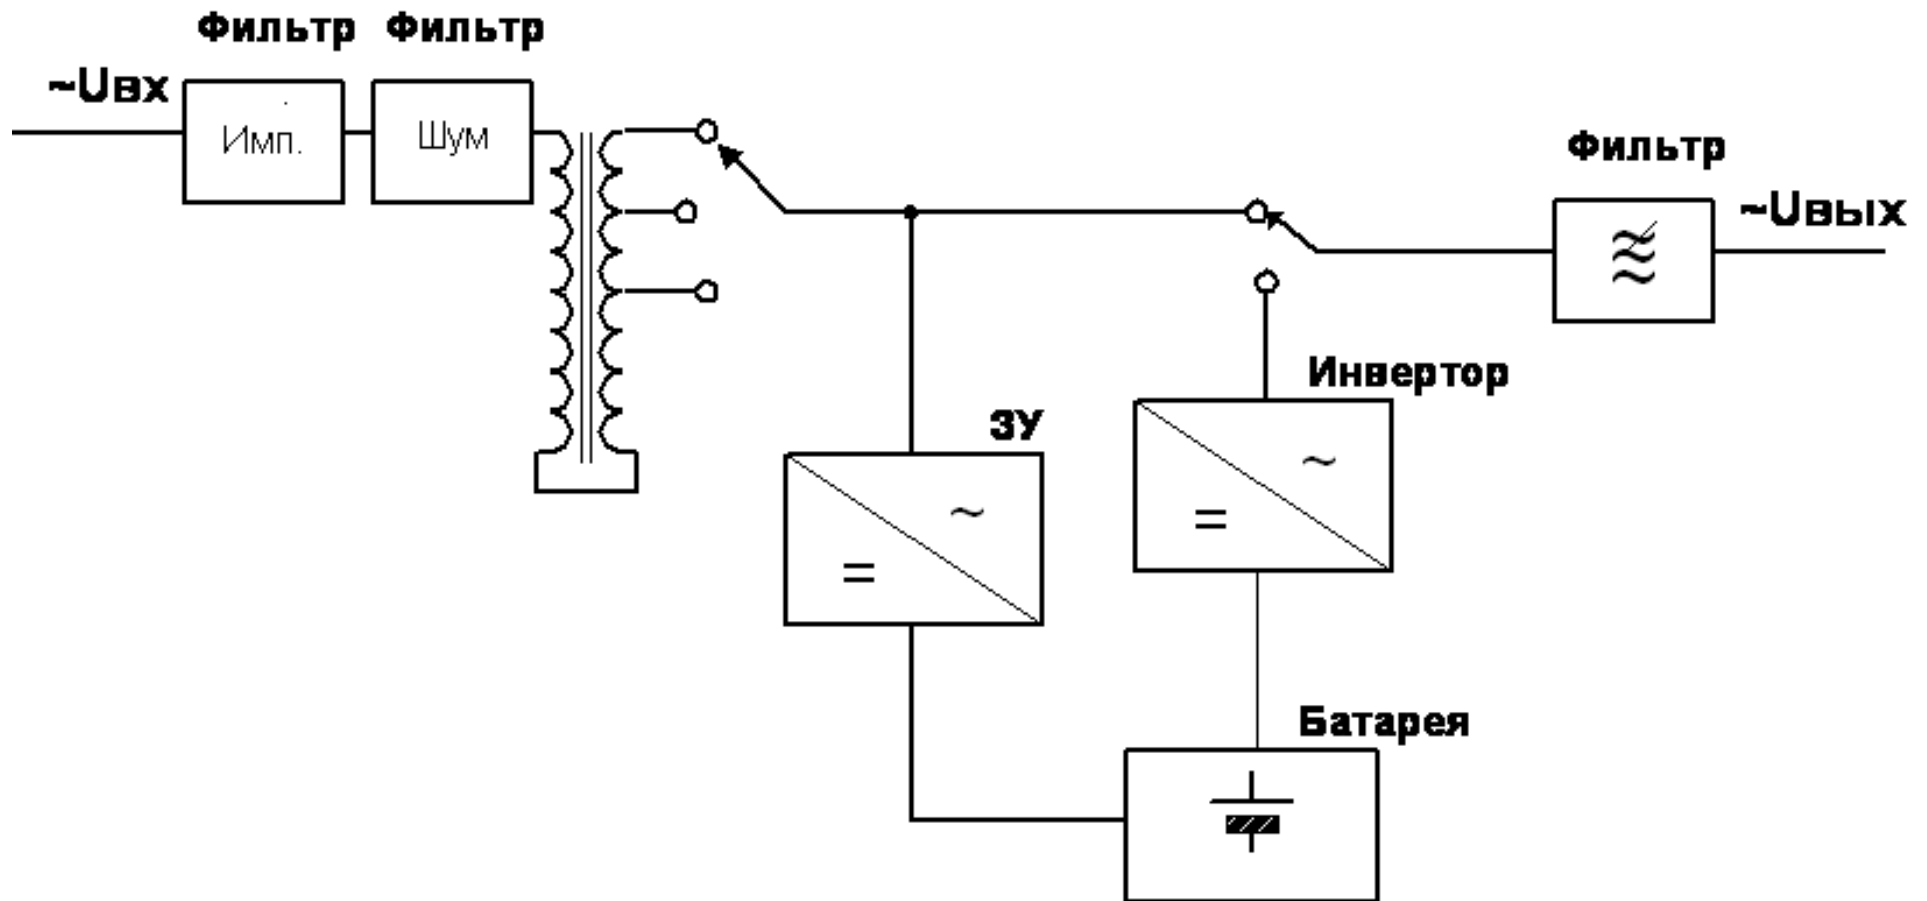 Фильтр Фильтр
~Uвх
Имп.
Шум
Фильтр
~Uвых
Инвертор
ЗУ
~
=
~
=
Батарея